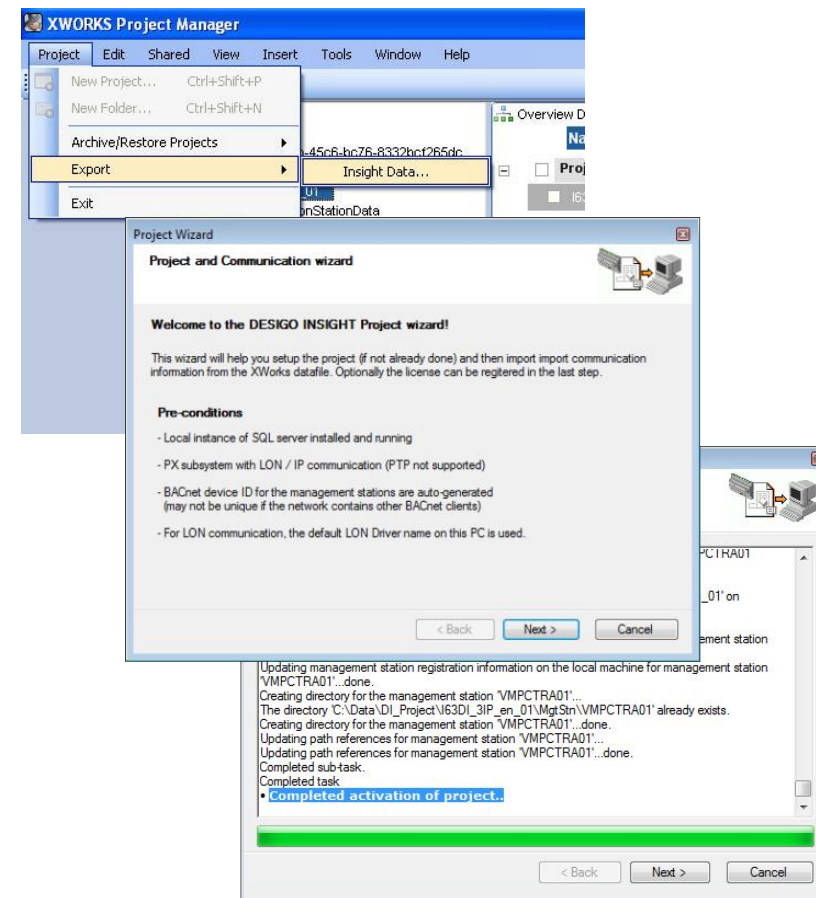 XWORKS Project Manager
Project Edit Shared View Insert Tools Window Help
New Project... Ctrl+Shift+P
New Folder... Ctrl+Shift+N
Archive/Restore Projects
Export
Exit
Insight Data...
-45c6-bc76-8332bcf265dc
_01
onStationData
Overview D
Na
Proj
I63
Project Wizard
Project and Communication wizard
Welcome to the DESIGO INSIGHT Project wizard!
This wizard will help you setup the project (if not already done) and then import import communication
information from the XWorks datafile. Optionally the license can be regitered in the last step.
Pre-conditions
- Local instance of SQL server installed and running
- PX subsystem with LON / IP communication (PTP not supported)
- BACnet device ID for the management stations are auto-generated
(may not be unique if the network contains other BACnet clients)
- For LON communication, the default LON Driver name on this PC is used.
< Back Next > Cancel
PCTRA01
_01' on
ement station
Updating management station registration information on the local machine for management station
'VMPCTRA01'...done.
Creating directory for the management station 'VMPCTRA01'...
The directory 'C:\Data\DI_Project\I63DI_3IP_en_01\MgtStn\VMPCTRA01' already exists.
Creating directory for the management station 'VMPCTRA01'...done.
Updating path references for management station 'VMPCTRA01'...
Updating path references for management station 'VMPCTRA01'...done.
Completed sub-task.
Completed task
• Completed activation of project..
< Back Next > Cancel